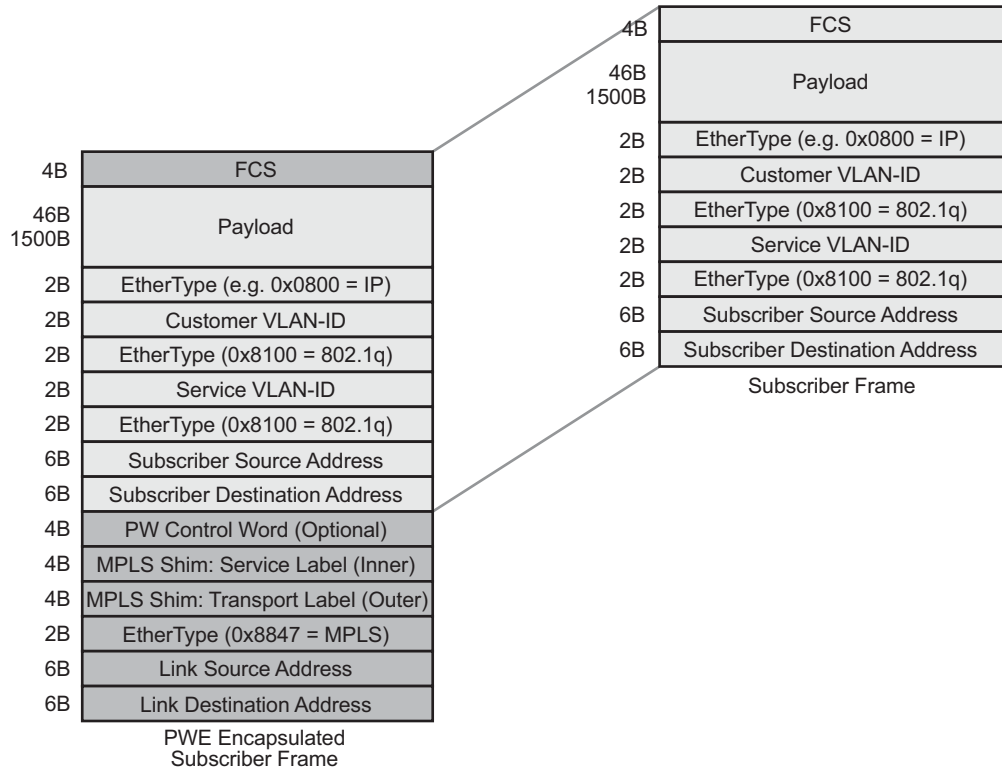 4B FCS
46B
1500B
Payload
2B EtherType (e.g. 0x0800 = IP)
2B Customer VLAN-ID
2B EtherType (0x8100 = 802.1q)
2B Service VLAN-ID
2B EtherType (0x8100 = 802.1q)
6B Subscriber Source Address
6B Subscriber Destination Address
4B PW Control Word (Optional)
4B MPLS Shim: Service Label (Inner)
4B MPLS Shim: Transport Label (Outer)
2B EtherType (0x8847 = MPLS)
6B Link Source Address
6B Link Destination Address
PWE Encapsulated
Subscriber Frame
4B FCS
46B
1500B
Payload
2B EtherType (e.g. 0x0800 = IP)
2B Customer VLAN-ID
2B EtherType (0x8100 = 802.1q)
2B Service VLAN-ID
2B EtherType (0x8100 = 802.1q)
6B Subscriber Source Address
6B Subscriber Destination Address
Subscriber Frame